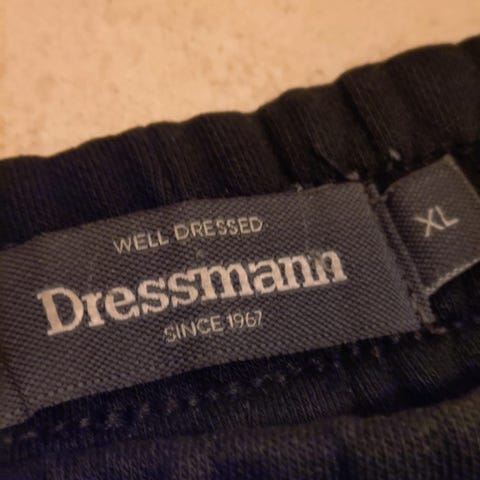 WELL DRESSED
Dressmann
SINCE 1967
XL